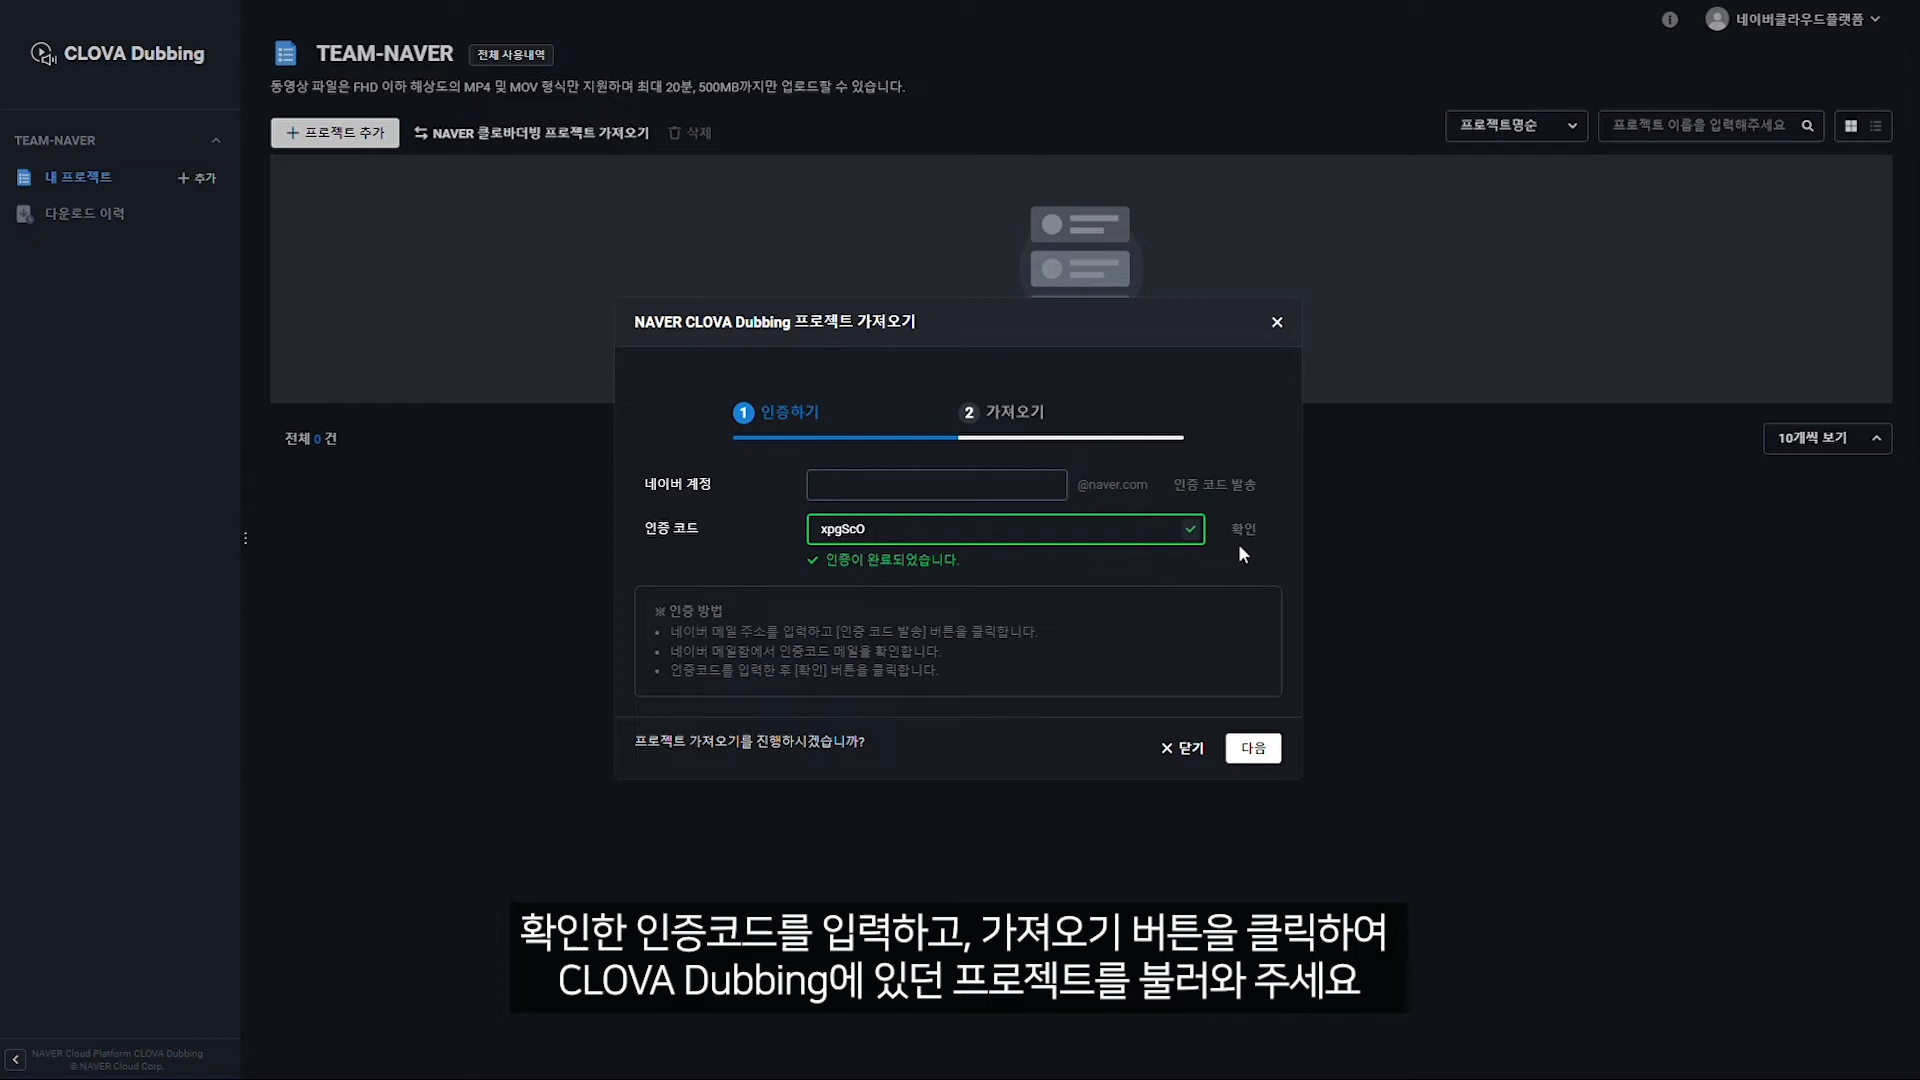 CLOVA Dubbing
TEAM-NAVER
내 프로젝트
+ 추가
다운로드 이력
NAVER Cloud Platform CLOVA Dubbing
© NAVER Cloud Corp.
네이버클라우드플랫폼
TEAM-NAVER 전체 사용내역
동영상 파일은 FHD 이하 해상도의 MP4 및 MOV 형식만 지원하며 최대 20분, 500MB까지만 업로드할 수 있습니다.
+ 프로젝트 추가
NAVER 클로바더빙 프로젝트 가져오기
삭제
프로젝트명순
프로젝트 이름을 입력해주세요
전체 0 건
10개씩 보기
NAVER CLOVA Dubbing 프로젝트 가져오기
1 인증하기
2 가져오기
네이버 계정
@naver.com
인증 코드 발송
인증 코드
xpgScO
확인
인증이 완료되었습니다.
※ 인증 방법
• 네이버 메일 주소를 입력하고 [인증 코드 발송] 버튼을 클릭합니다.
• 네이버 메일함에서 인증코드 메일을 확인합니다.
• 인증코드를 입력한 후 [확인] 버튼을 클릭합니다.
프로젝트 가져오기를 진행하시겠습니까?
닫기
다음
확인한 인증코드를 입력하고, 가져오기 버튼을 클릭하여
CLOVA Dubbing에 있던 프로젝트를 불러와 주세요